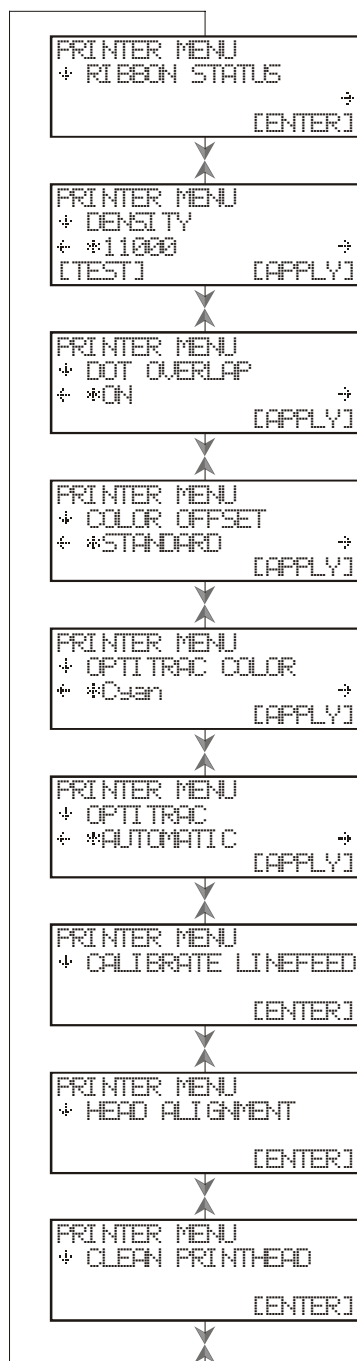 PRINTER MENU
↓ RIBBON STATUS
→
[ENTER]
PRINTER MENU
↓ DENSITY
← *11000 →
[TEST] [APPLY]
PRINTER MENU
↓ DOT OVERLAP
← *ON →
[APPLY]
PRINTER MENU
↓ COLOR OFFSET
← *STANDARD →
[APPLY]
PRINTER MENU
↓ OPTITRAC COLOR
← *Cyan →
[APPLY]
PRINTER MENU
↓ OPTITRAC
← *AUTOMATIC →
[APPLY]
PRINTER MENU
↓ CALIBRATE LINEFEED
[ENTER]
PRINTER MENU
↓ HEAD ALIGNMENT
[ENTER]
PRINTER MENU
↓ CLEAN PRINTHEAD
[ENTER]